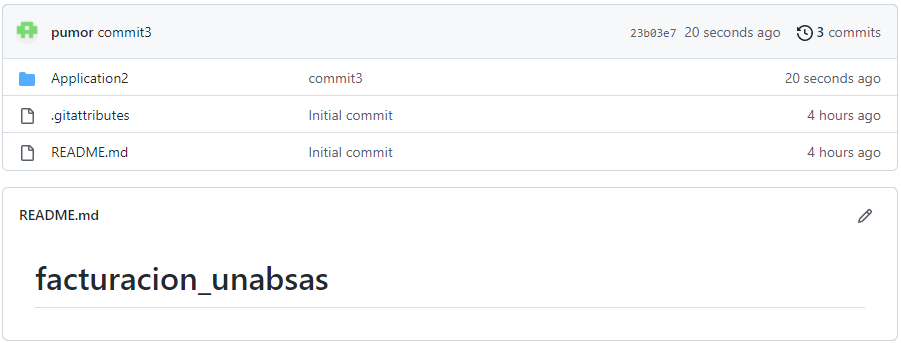 pumor commit3 23b03e7 20 seconds ago 3 commits
Application2 commit3 20 seconds ago
.gitattributes Initial commit 4 hours ago
README.md Initial commit 4 hours ago
README.md
facturacion_unabsas